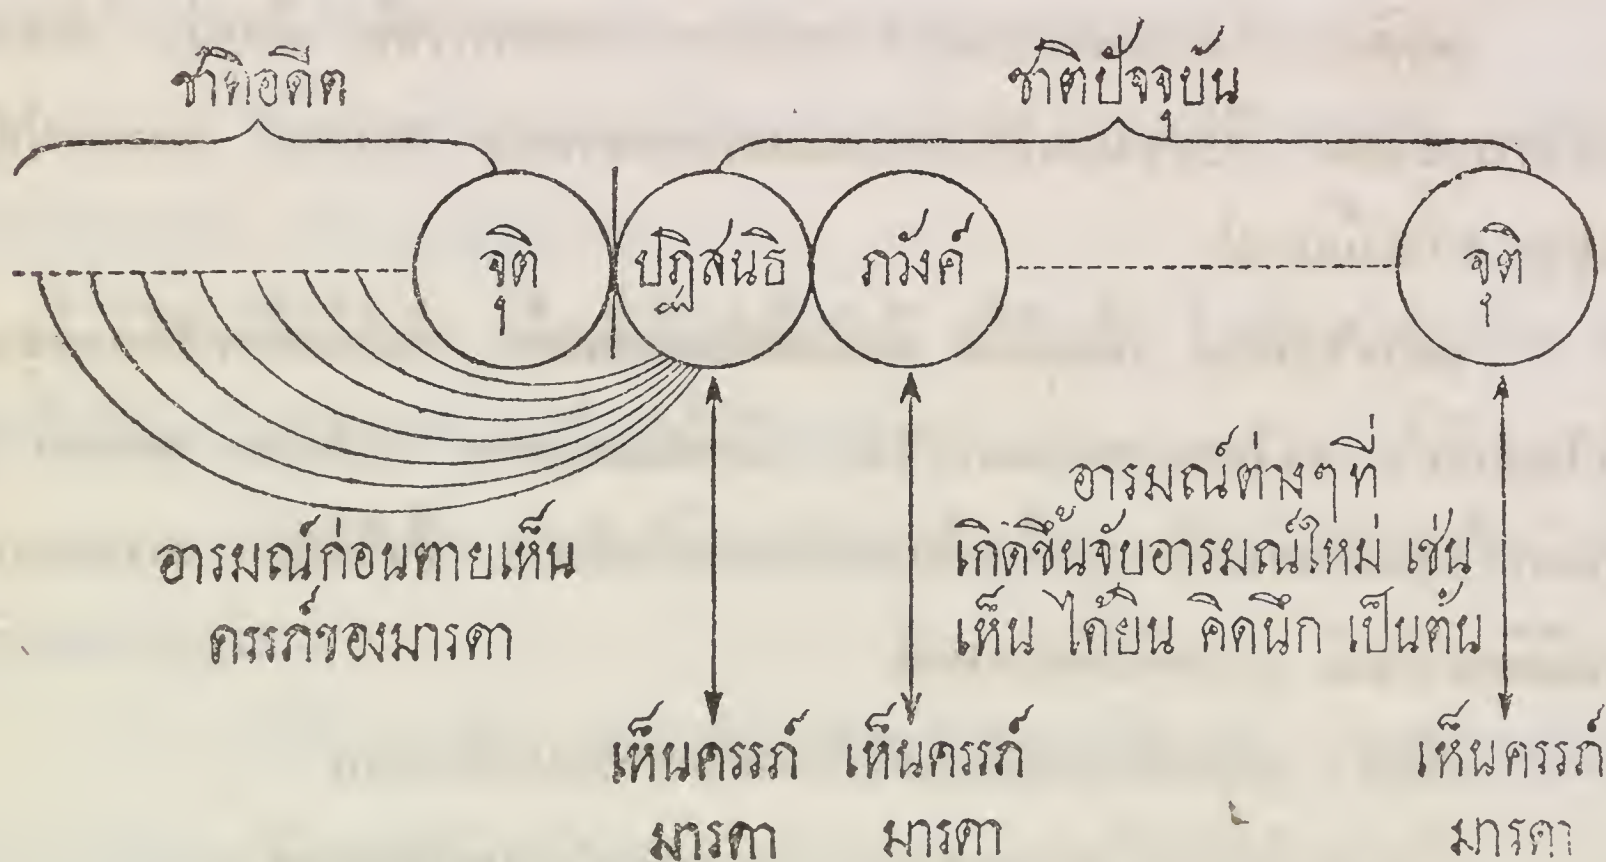 ชาติอดีต
ชาติปัจจุบัน
จุติ
ปฏิสนธิ
ภวังค์
จุติ
อารมณ์ก่อนตายเห็น
ครรภ์ของมารดา
อารมณ์ต่างๆที่
เกิดขึ้นจับอารมณ์ใหม่ เช่น
เห็น ได้ยิน คิดนึก เป็นต้น
เห็นครรภ์
มารดา
เห็นครรภ์
มารดา
เห็นครรภ์
มารดา